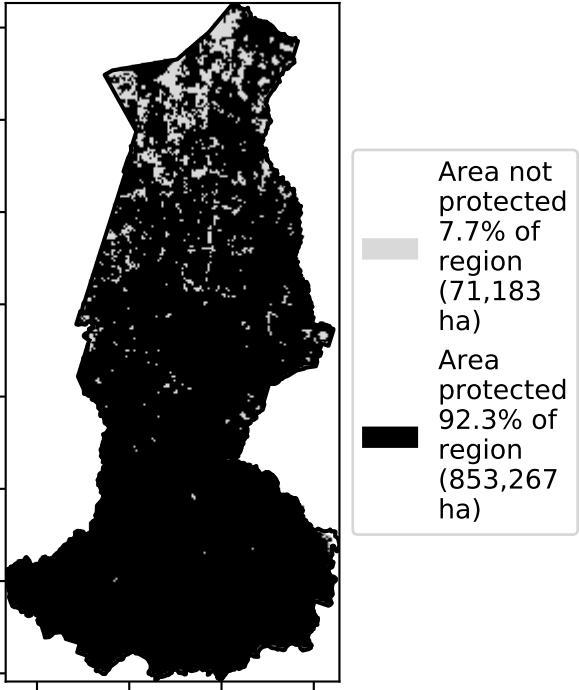 Area not
protected
7.7% of
region
(71,183
ha)
Area
protected
92.3% of
region
(853,267
ha)